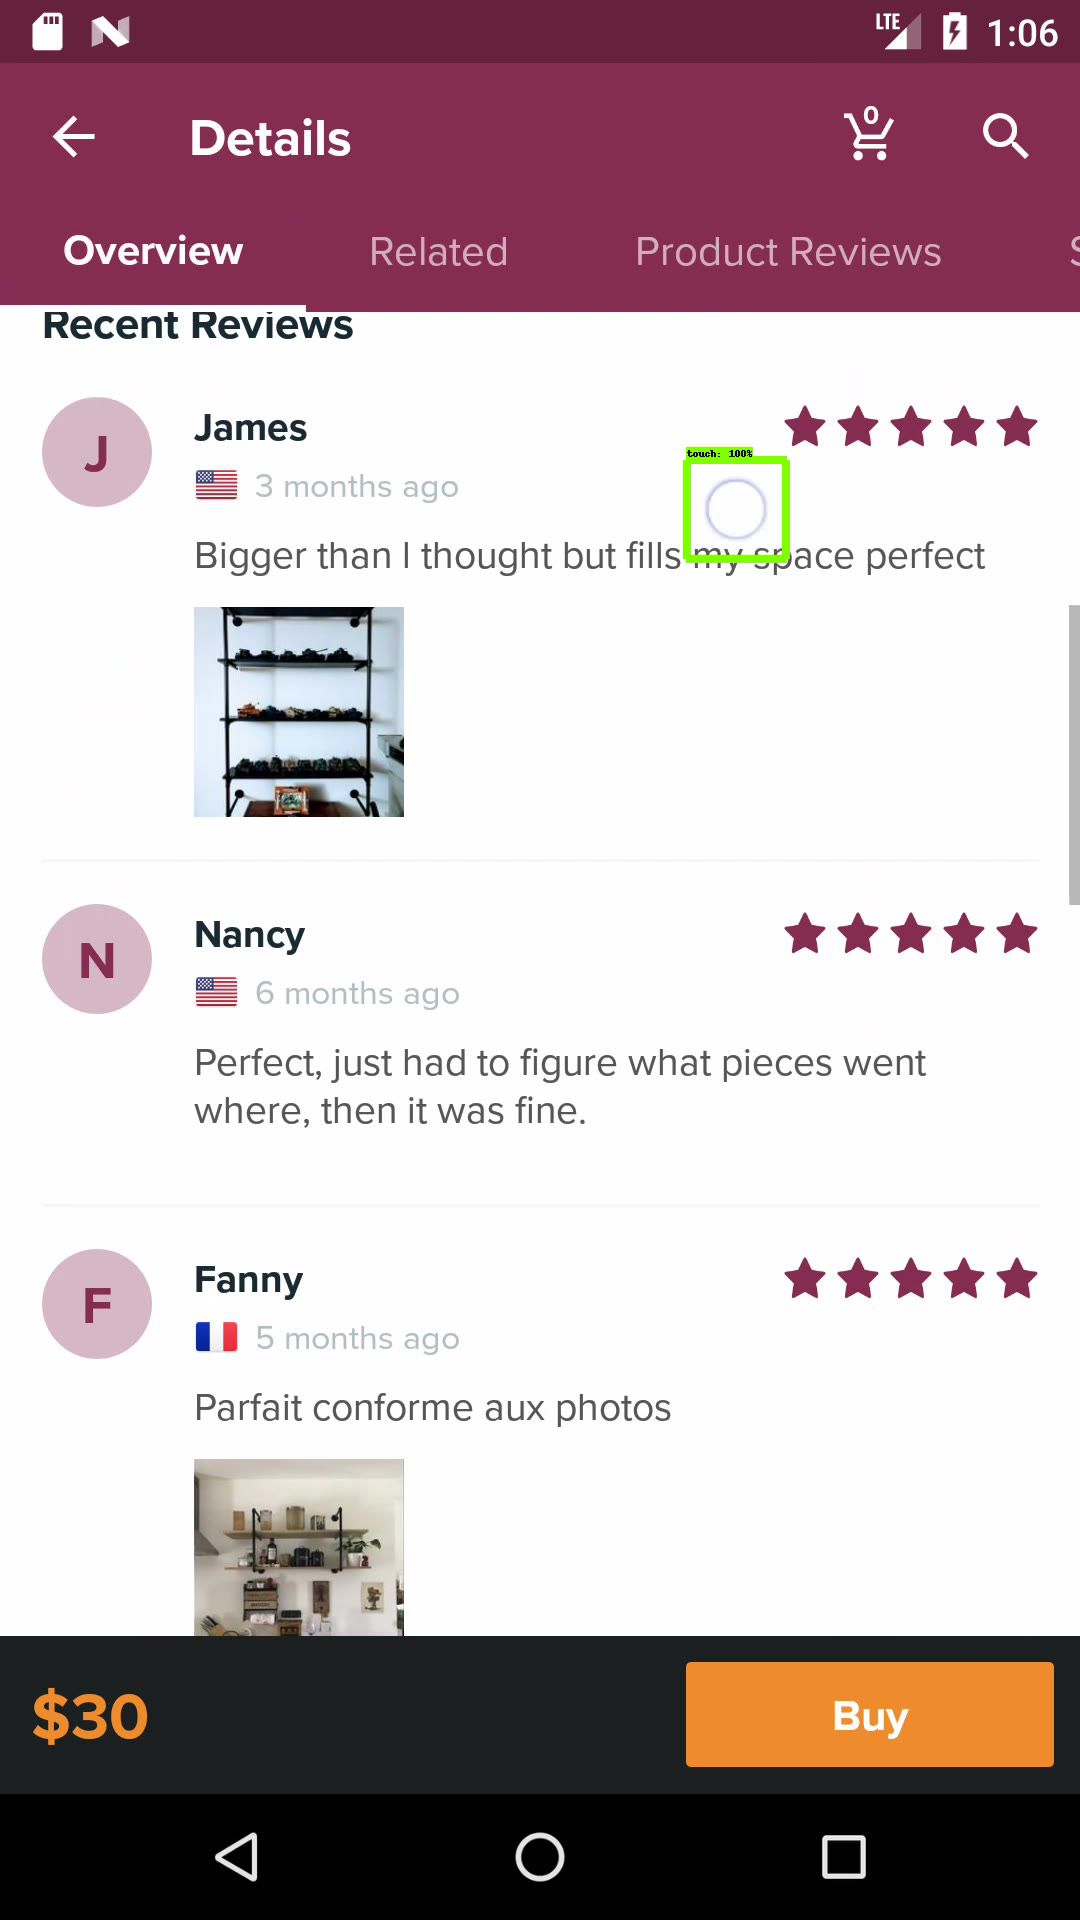 LTE 1:06
Details 0
Overview Related Product Reviews S
Recent Reviews
J James
3 months ago
touch: 100%
Bigger than I thought but fills my space perfect
N Nancy
6 months ago
Perfect, just had to figure what pieces went
where, then it was fine.
F Fanny
5 months ago
Parfait conforme aux photos
$30 Buy